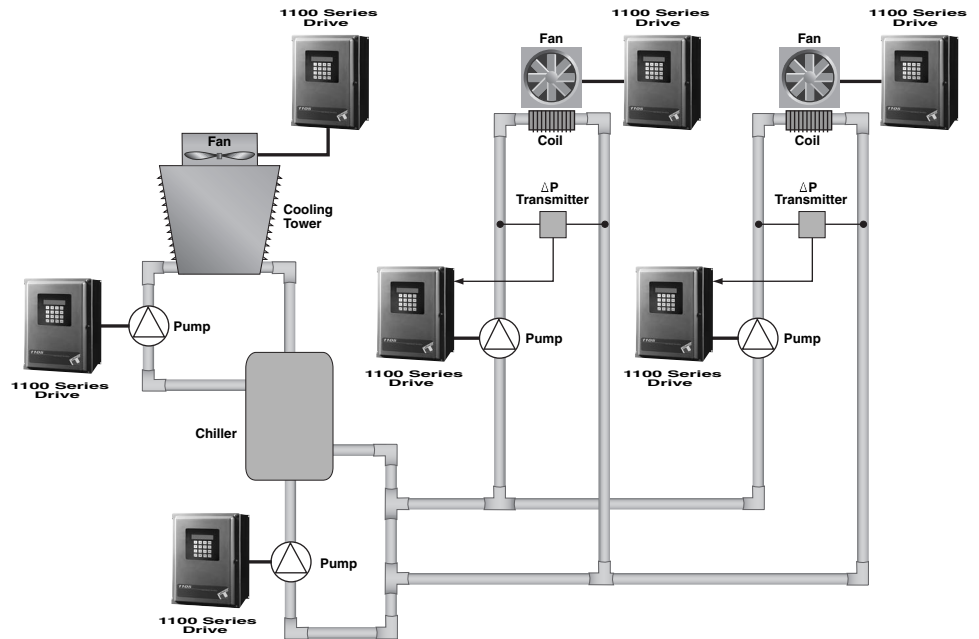 1100 Series
Drive
Fan
1100 Series
Drive
Fan
1100 Series
Drive
Fan
Coil
Coil
ΔP
Transmitter
ΔP
Transmitter
Cooling
Tower
Pump
Pump
Pump
1100 Series
Drive
1100 Series
Drive
1100 Series
Drive
Chiller
Pump
1100 Series
Drive